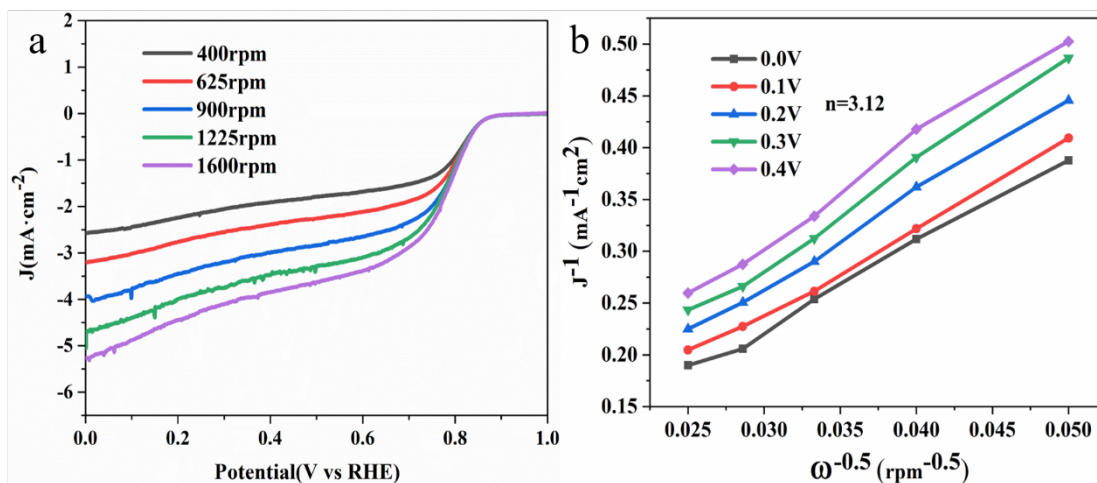 a
400rpm
625rpm
900rpm
1225rpm
1600rpm
2
1
0
-1
-2
-3
-4
-5
-6
J(mA·cm⁻²)
0.0 0.2 0.4 0.6 0.8 1.0
Potential(V vs RHE)
b
0.0V
0.1V
0.2V
0.3V
0.4V
n=3.12
0.50
0.45
0.40
0.35
0.30
0.25
0.20
0.15
J⁻¹ (mA⁻¹cm²)
0.025 0.030 0.035 0.040 0.045 0.050
ω⁻⁰·⁵ (rpm⁻⁰·⁵)